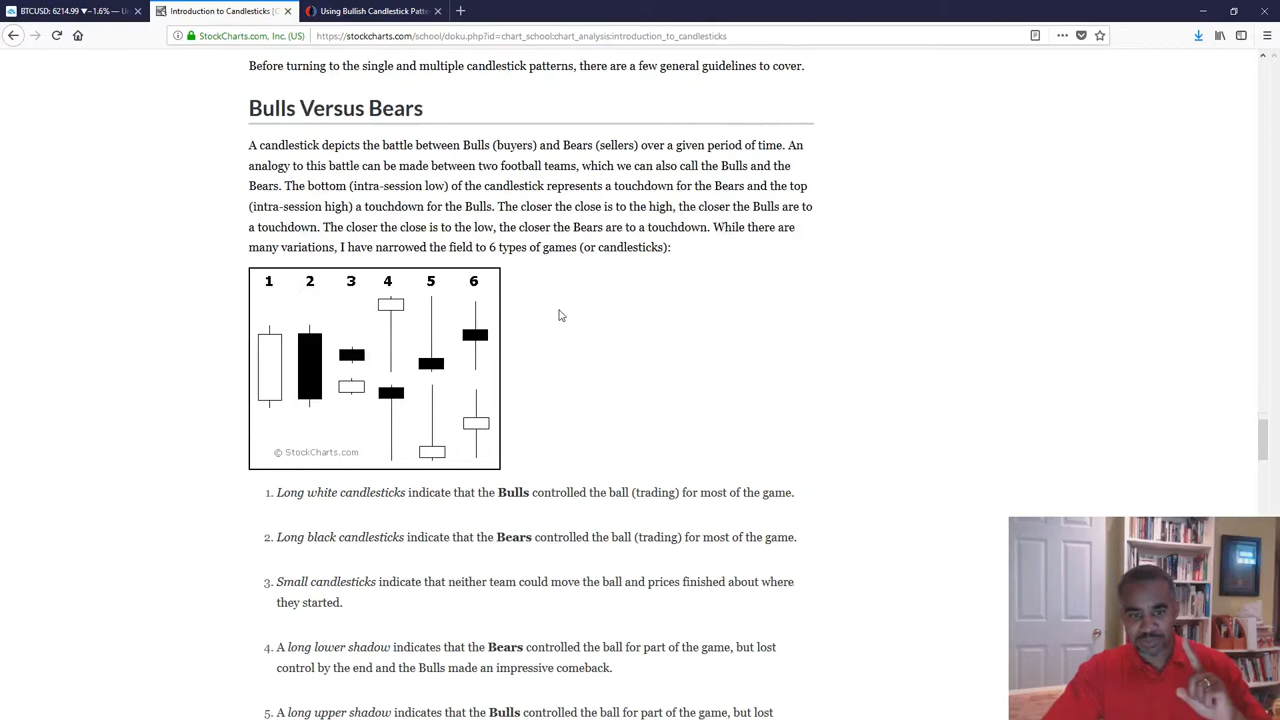 BTCUSD: 6214.99 ▼−1.6% — U
Introduction to Candlesticks [C
Using Bullish Candlestick Patte
StockCharts.com, Inc. (US)
https://stockcharts.com/school/doku.php?id=chart_school:chart_analysis:introduction_to_candlesticks
Before turning to the single and multiple candlestick patterns, there are a few general guidelines to cover.
Bulls Versus Bears
A candlestick depicts the battle between Bulls (buyers) and Bears (sellers) over a given period of time. An
analogy to this battle can be made between two football teams, which we can also call the Bulls and the
Bears. The bottom (intra-session low) of the candlestick represents a touchdown for the Bears and the top
(intra-session high) a touchdown for the Bulls. The closer the close is to the high, the closer the Bulls are to
a touchdown. The closer the close is to the low, the closer the Bears are to a touchdown. While there are
many variations, I have narrowed the field to 6 types of games (or candlesticks):
1 2 3 4 5 6
© StockCharts.com
1. Long white candlesticks indicate that the Bulls controlled the ball (trading) for most of the game.
2. Long black candlesticks indicate that the Bears controlled the ball (trading) for most of the game.
3. Small candlesticks indicate that neither team could move the ball and prices finished about where
they started.
4. A long lower shadow indicates that the Bears controlled the ball for part of the game, but lost
control by the end and the Bulls made an impressive comeback.
5. A long upper shadow indicates that the Bulls controlled the ball for part of the game, but lost